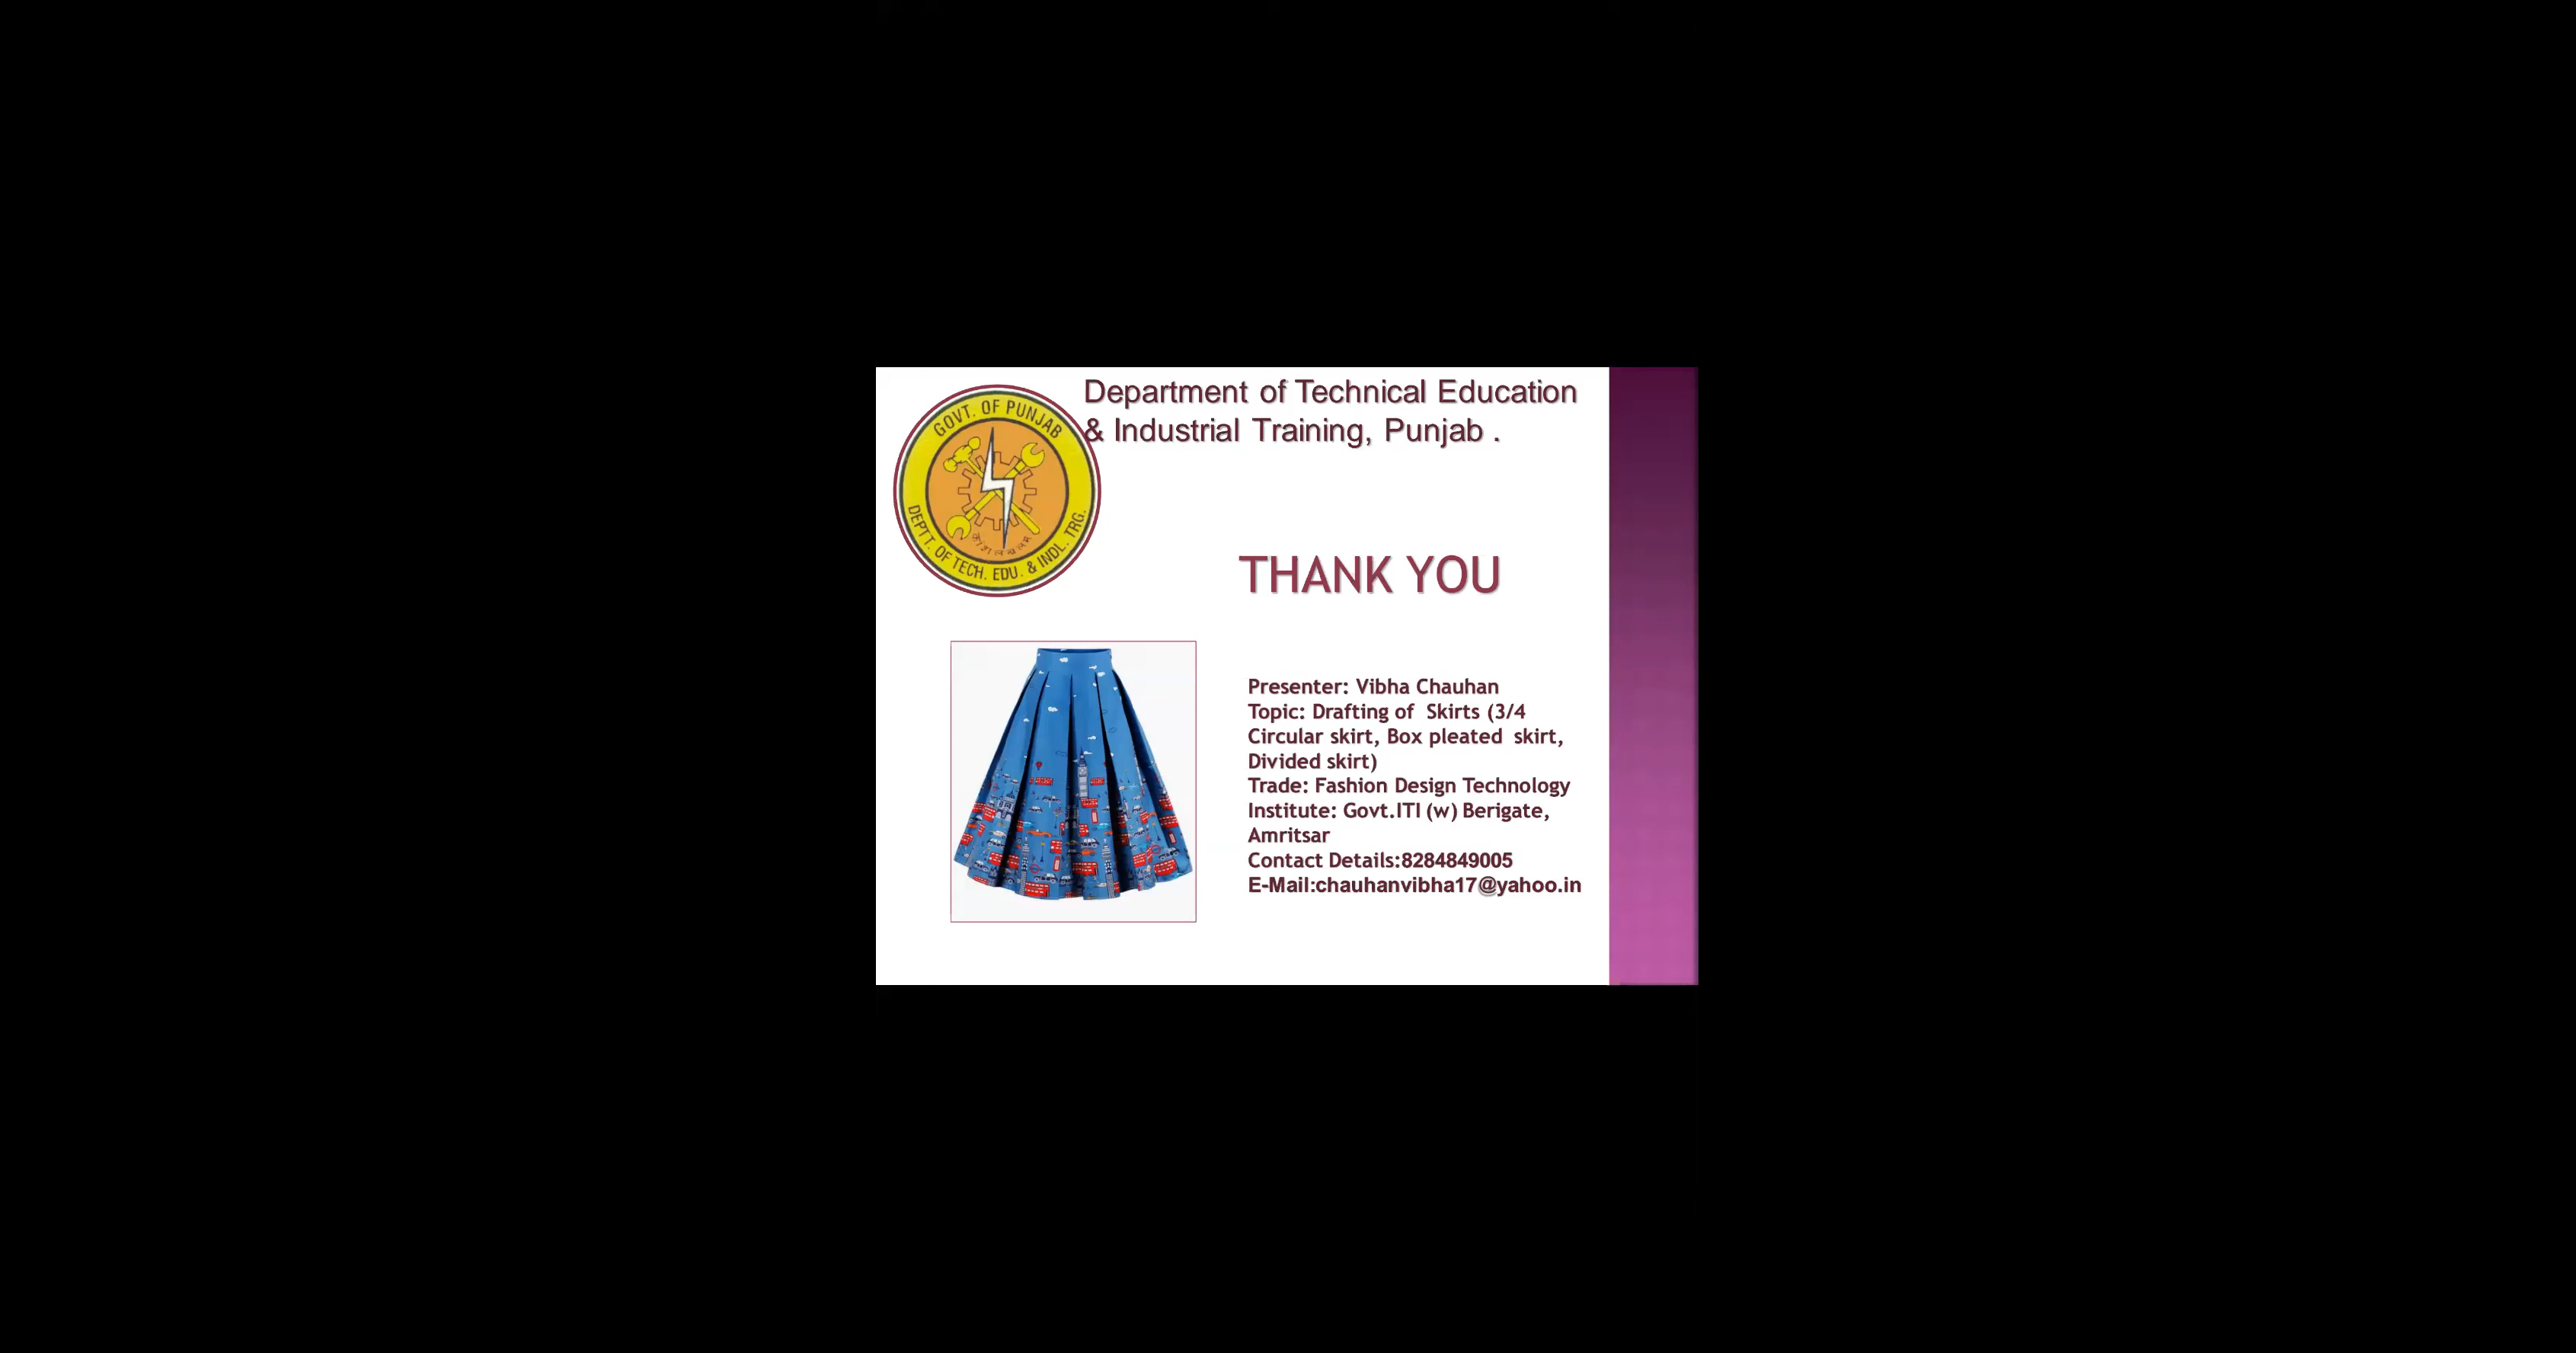 Department of Technical Education
& Industrial Training, Punjab .
GOVT. OF PUNJAB
DEPTT. OF TECH. EDU. & INDL. TRG.
THANK YOU
Presenter: Vibha Chauhan
Topic: Drafting of Skirts (3/4
Circular skirt, Box pleated skirt,
Divided skirt)
Trade: Fashion Design Technology
Institute: Govt.ITI (w) Berigate,
Amritsar
Contact Details:8284849005
E-Mail:chauhanvibha17@yahoo.in